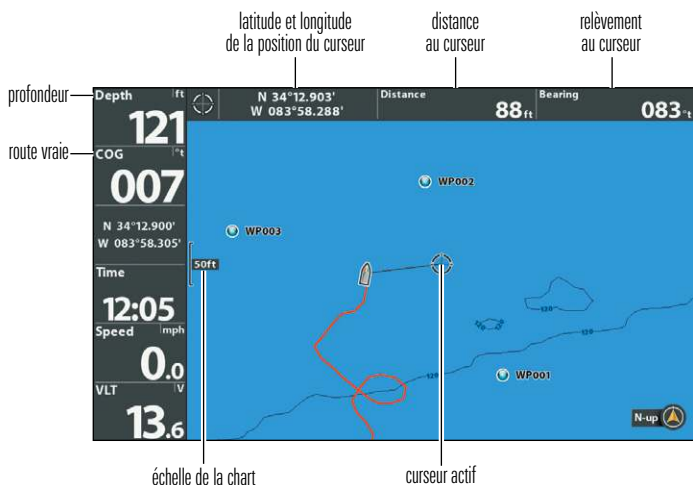 latitude et longitude
de la position du curseur
distance
au curseur
relèvement
au curseur
profondeur
route vraie
Depth ft
121
COG °t
007
N 34°12.900'
W 083°58.305'
Time
12:05
Speed mph
0.0
VLT V
13.6
N 34°12.903'
W 083°58.288'
Distance
88 ft
Bearing
083 °t
WP002
WP003
50ft
120
120
120
120
WP001
N-up
échelle de la chart
curseur actif